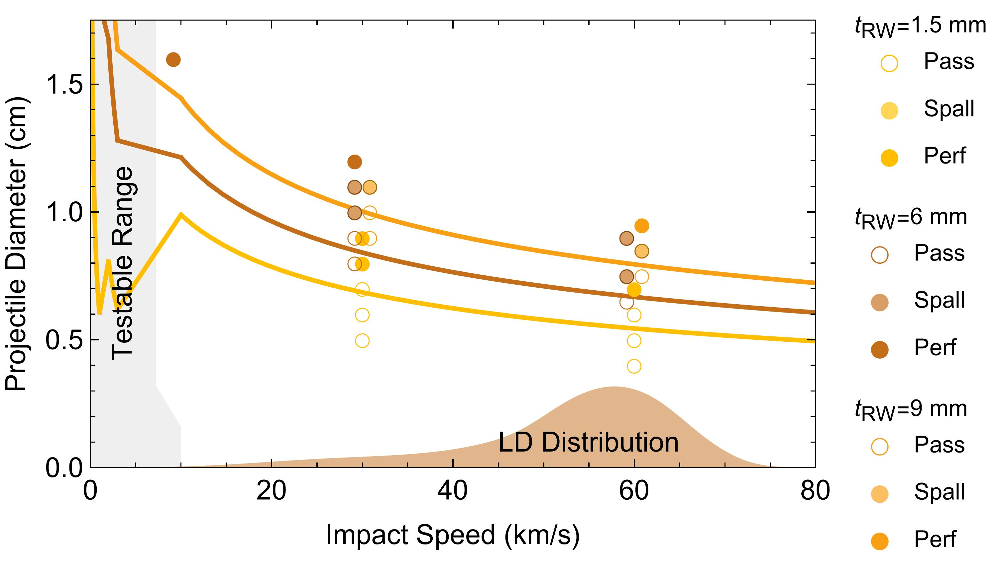 Projectile Diameter (cm)
1.5
1.0
0.5
0.0
Testable Range
LD Distribution
0
20
40
60
80
Impact Speed (km/s)
tRW=1.5 mm
Pass
Spall
Perf
tRW=6 mm
Pass
Spall
Perf
tRW=9 mm
Pass
Spall
Perf